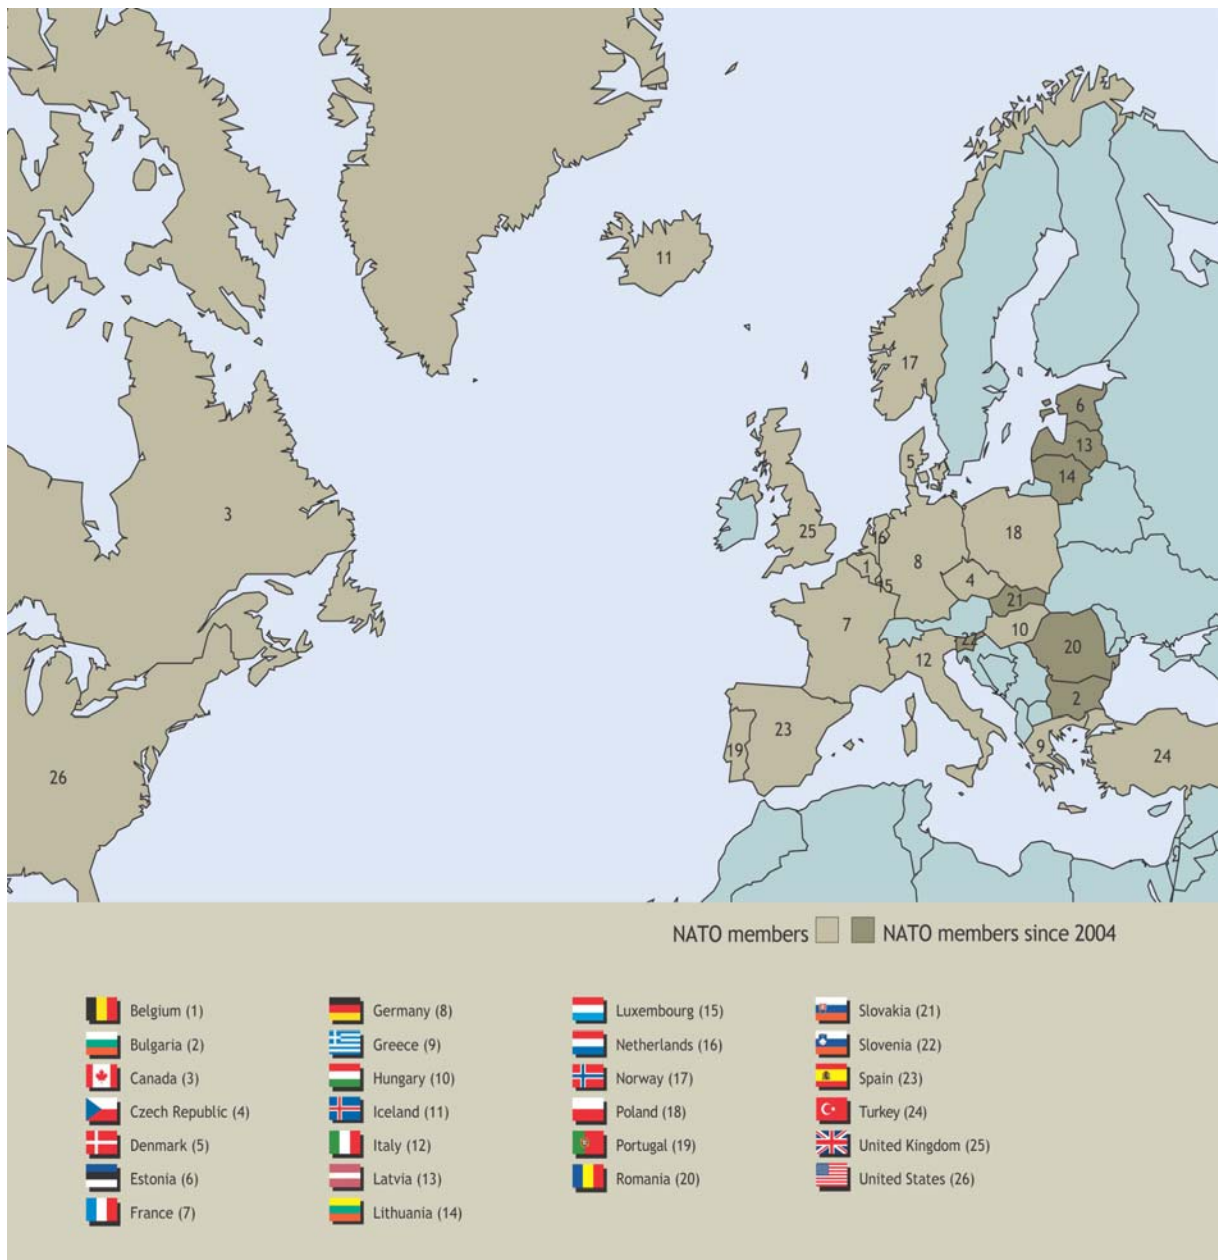 11
17
6
13
5
14
3
25
16
18
8
1
4
15
21
7
10
22
20
12
2
23
19
9
24
26
NATO members
NATO members since 2004
Belgium (1)
Bulgaria (2)
Canada (3)
Czech Republic (4)
Denmark (5)
Estonia (6)
France (7)
Germany (8)
Greece (9)
Hungary (10)
Iceland (11)
Italy (12)
Latvia (13)
Lithuania (14)
Luxembourg (15)
Netherlands (16)
Norway (17)
Poland (18)
Portugal (19)
Romania (20)
Slovakia (21)
Slovenia (22)
Spain (23)
Turkey (24)
United Kingdom (25)
United States (26)